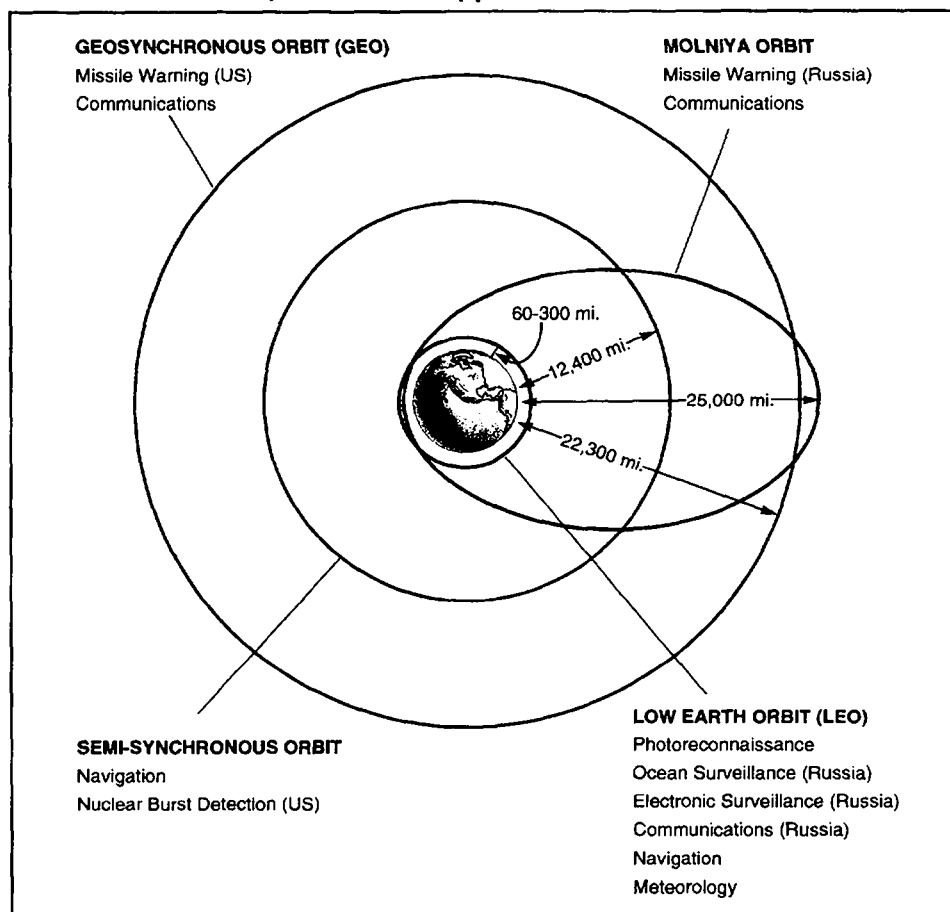 GEOSYNCHRONOUS ORBIT (GEO)
Missile Warning (US)
Communications
MOLNIYA ORBIT
Missile Warning (Russia)
Communications
60-300 mi.
12,400 mi.
25,000 mi.
22,300 mi.
SEMI-SYNCHRONOUS ORBIT
Navigation
Nuclear Burst Detection (US)
LOW EARTH ORBIT (LEO)
Photoreconnaissance
Ocean Surveillance (Russia)
Electronic Surveillance (Russia)
Communications (Russia)
Navigation
Meteorology